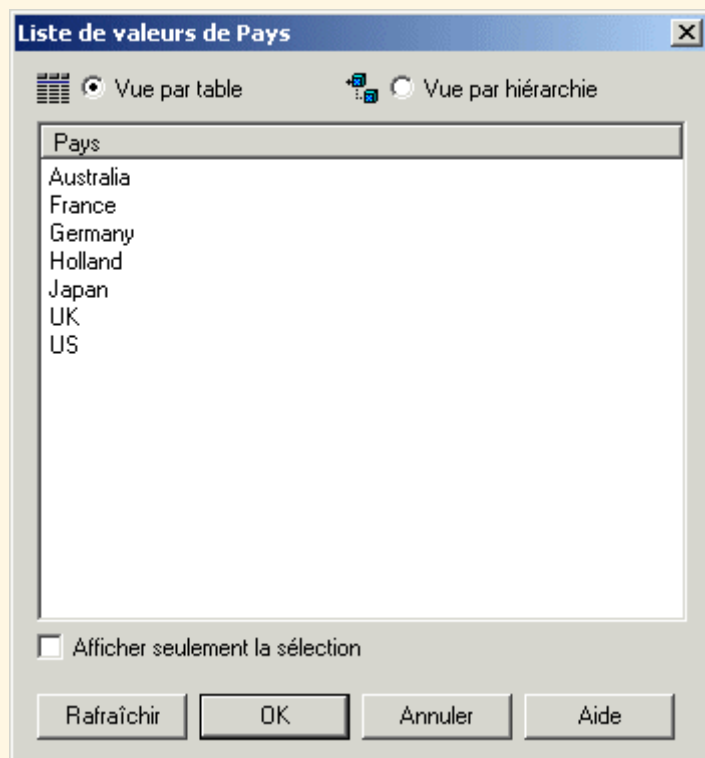 Liste de valeurs de Pays
Vue par table Vue par hiérarchie
Pays
Australia
France
Germany
Holland
Japan
UK
US
Afficher seulement la sélection
Rafraîchir OK Annuler Aide